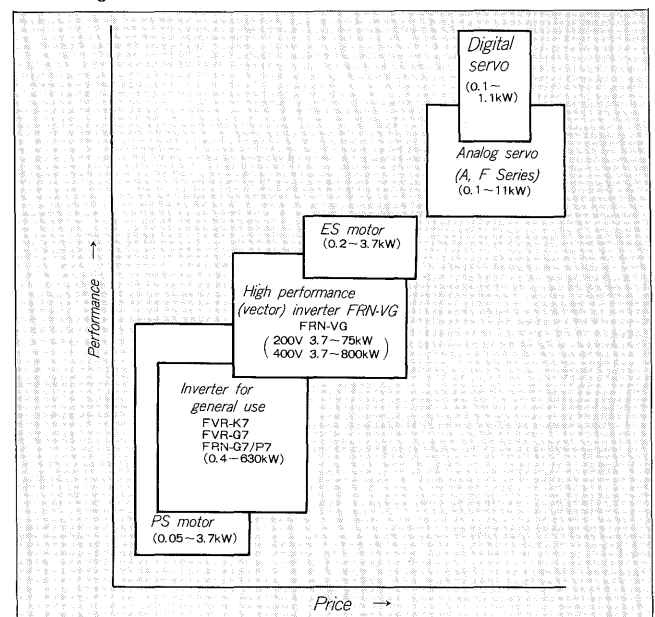 Digital
servo
(0.1～
1.1kW)
Analog servo
(A, F Series)
(0.1～11kW)
ES motor
(0.2～3.7kW)
High performance
(vector) inverter FRN-VG
FRN-VG
(200V 3.7～75kW
400V 3.7～800kW)
Inverter for
general use
FVR-K7
FVR-G7
FRN-G7/P7
(0.4～630kW)
PS motor
(0.05～3.7kW)
Performance →
Price →